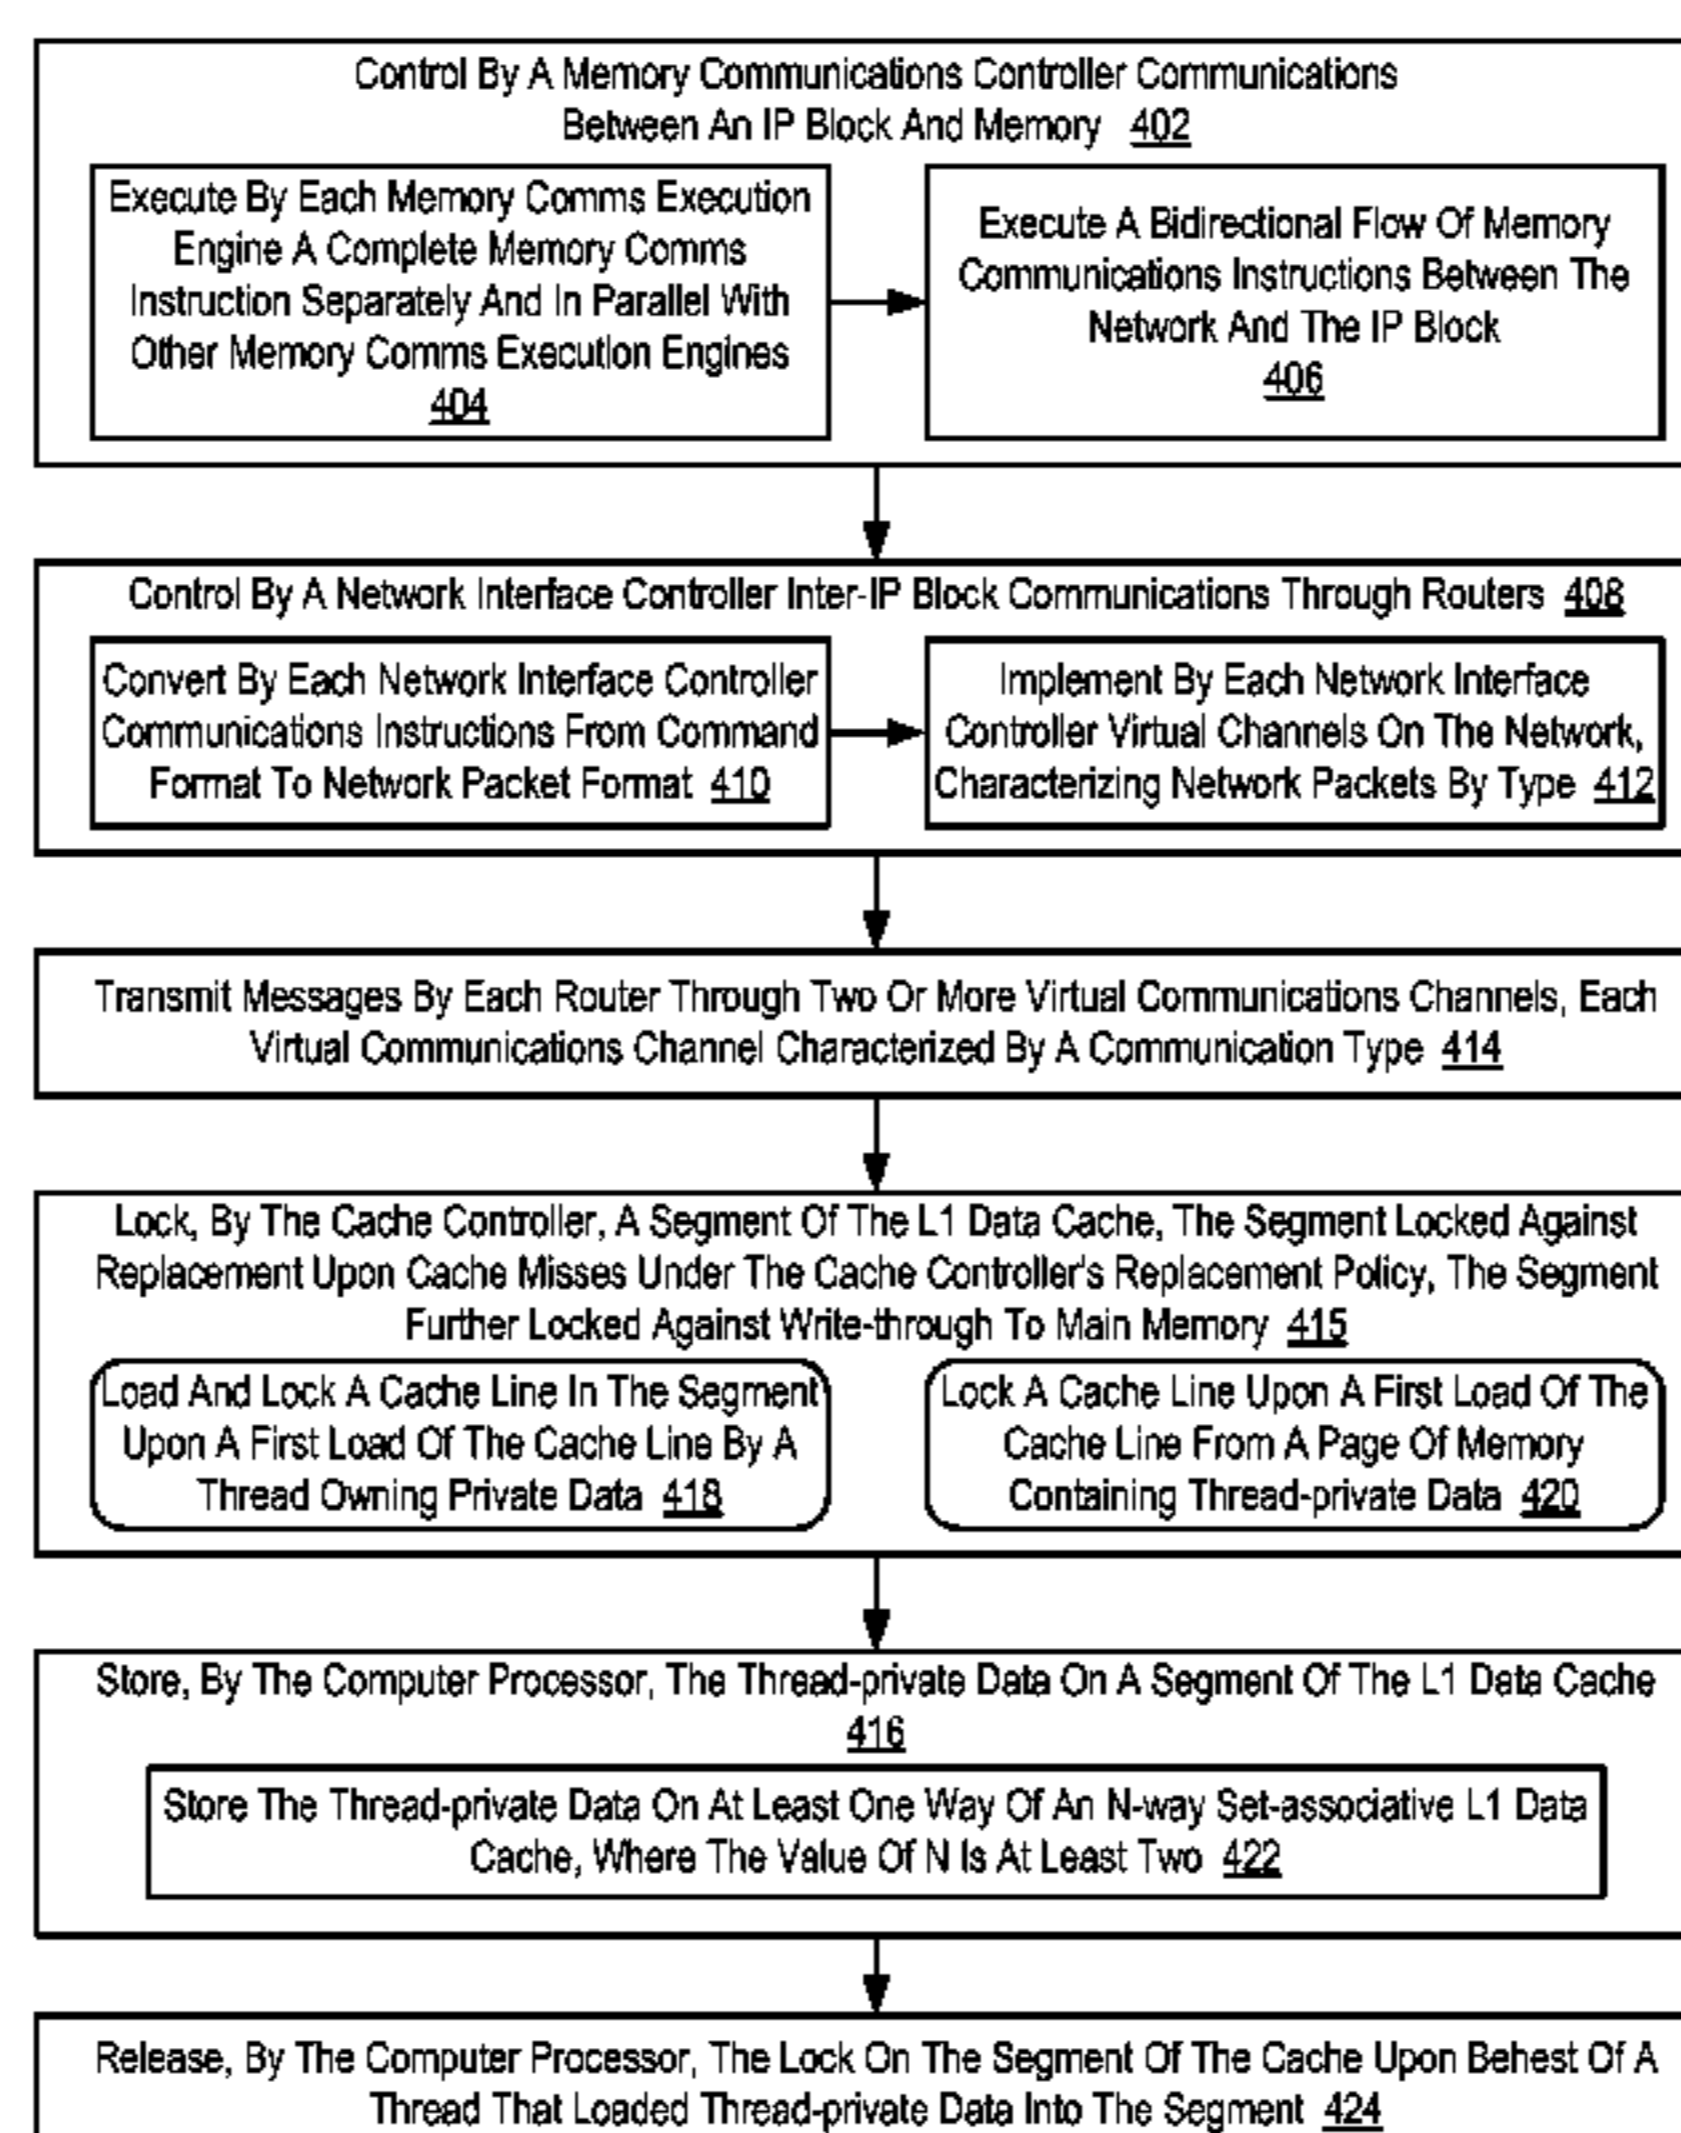 Control By A Memory Communications Controller Communications
Between An IP Block And Memory 402
Execute By Each Memory Comms Execution
Engine A Complete Memory Comms
Instruction Separately And In Parallel With
Other Memory Comms Execution Engines
404
Execute A Bidirectional Flow Of Memory
Communications Instructions Between The
Network And The IP Block
406
Control By A Network Interface Controller Inter-IP Block Communications Through Routers 408
Convert By Each Network Interface Controller
Communications Instructions From Command
Format To Network Packet Format 410
Implement By Each Network Interface
Controller Virtual Channels On The Network,
Characterizing Network Packets By Type 412
Transmit Messages By Each Router Through Two Or More Virtual Communications Channels, Each
Virtual Communications Channel Characterized By A Communication Type 414
Lock, By The Cache Controller, A Segment Of The L1 Data Cache, The Segment Locked Against
Replacement Upon Cache Misses Under The Cache Controller's Replacement Policy, The Segment
Further Locked Against Write-through To Main Memory 415
Load And Lock A Cache Line In The Segment
Upon A First Load Of The Cache Line By A
Thread Owning Private Data 418
Lock A Cache Line Upon A First Load Of The
Cache Line From A Page Of Memory
Containing Thread-private Data 420
Store, By The Computer Processor, The Thread-private Data On A Segment Of The L1 Data Cache
416
Store The Thread-private Data On At Least One Way Of An N-way Set-associative L1 Data
Cache, Where The Value Of N Is At Least Two 422
Release, By The Computer Processor, The Lock On The Segment Of The Cache Upon Behest Of A
Thread That Loaded Thread-private Data Into The Segment 424